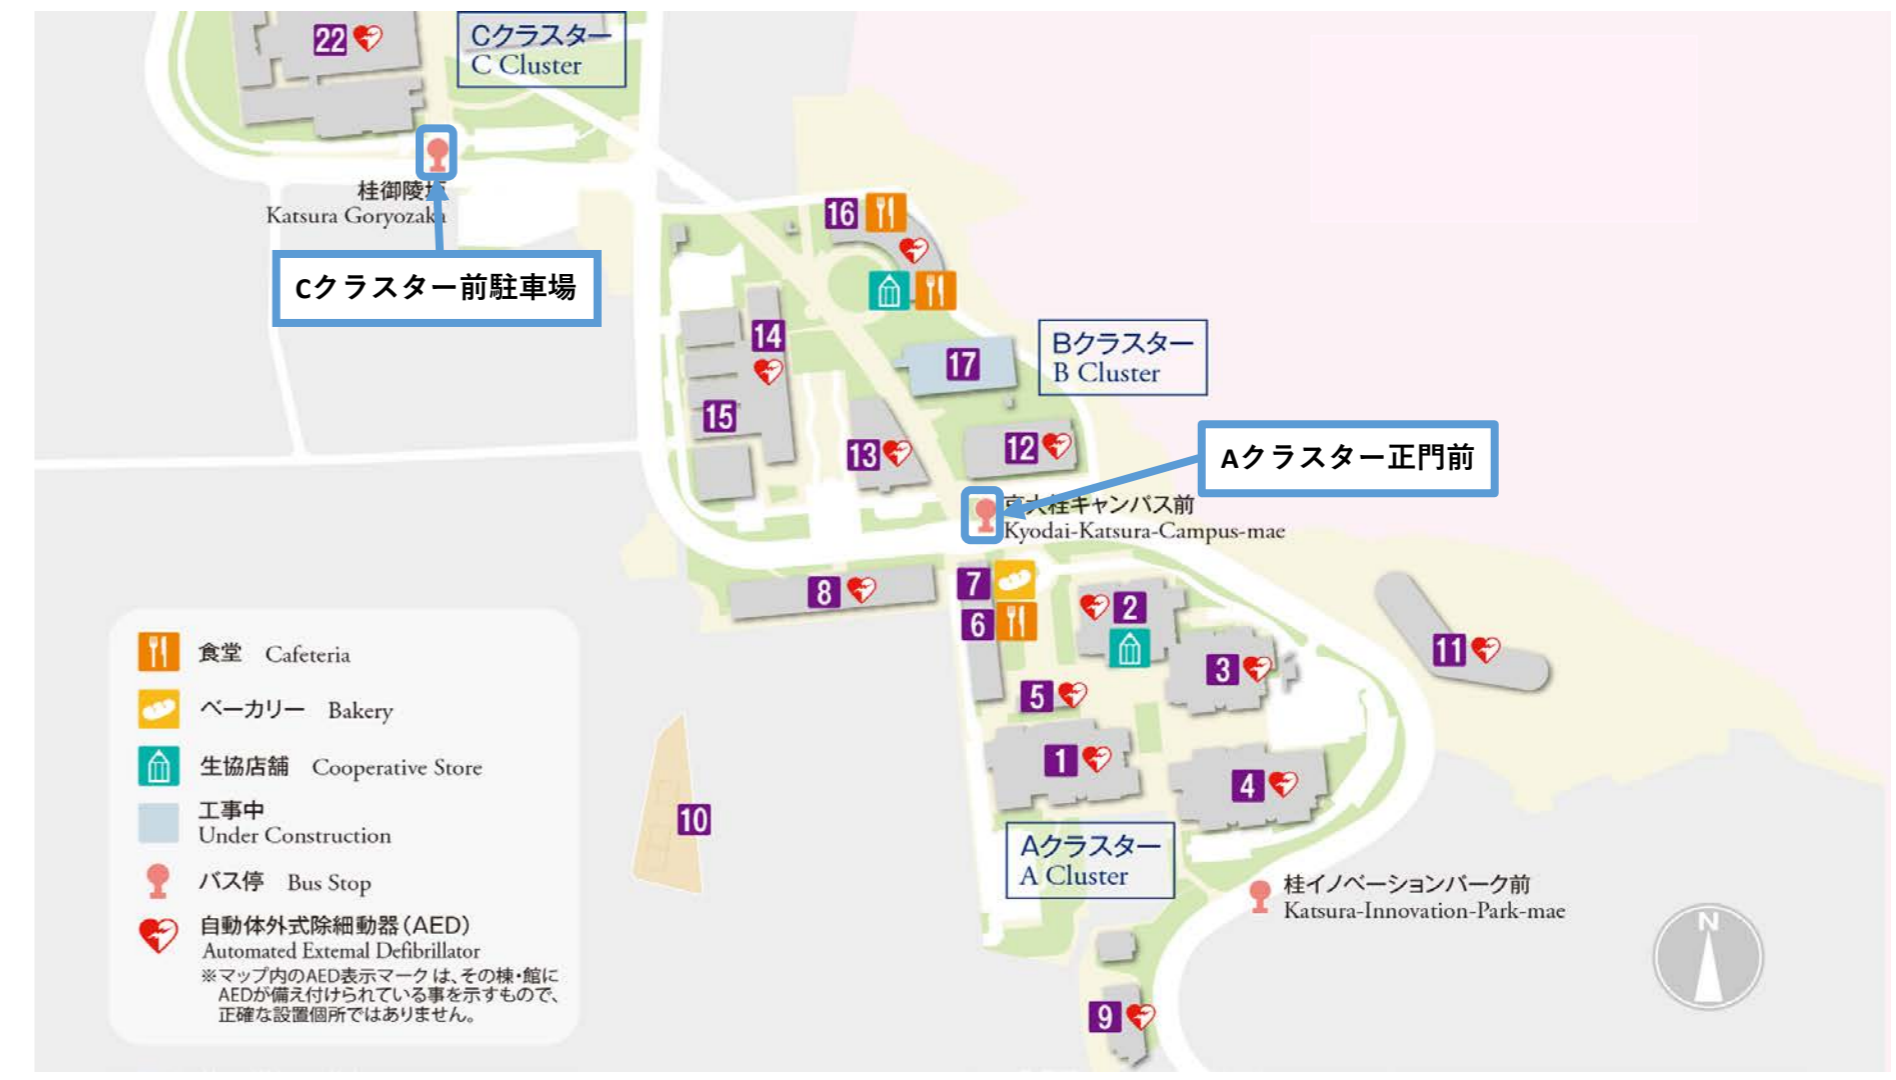 22
Cクラスター
C Cluster
桂御陵坂
Katsura Goryozaka
Cクラスター前駐車場
16
14
17
Bクラスター
B Cluster
15
13
12
Aクラスター正門前
京大桂キャンパス前
Kyodai-Katsura-Campus-mae
7
8
2
6
11
3
5
1
4
10
Aクラスター
A Cluster
桂イノベーションパーク前
Katsura-Innovation-Park-mae
9
N
食堂 Cafeteria
ベーカリー Bakery
生協店舗 Cooperative Store
工事中
Under Construction
バス停 Bus Stop
自動体外式除細動器(AED)
Automated External Defibrillator
※マップ内のAED表示マークは、その棟・館に
AEDが備え付けられている事を示すもので、
正確な設置個所ではありません。